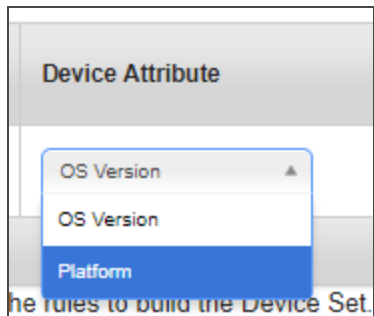 Device Attribute
OS Version
OS Version
Platform
he rules to build the Device Set.